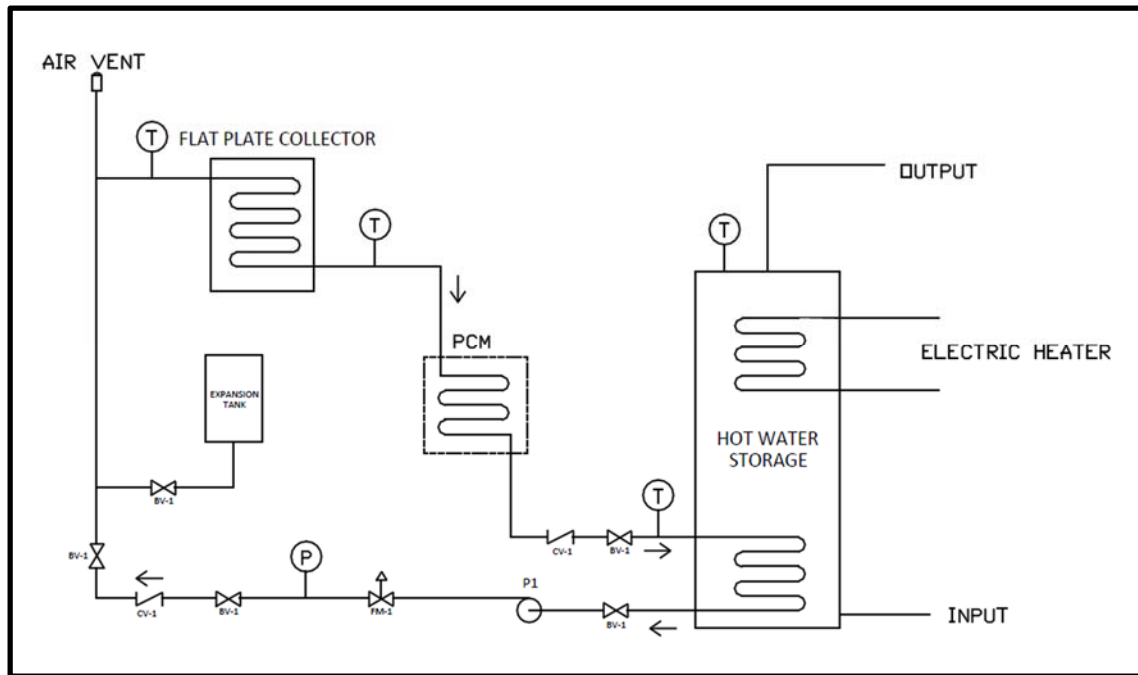 AIR VENT
T
FLAT PLATE COLLECTOR
T
T
OUTPUT
PCM
ELECTRIC HEATER
EXPANSION
TANK
HOT WATER
STORAGE
BV-1
T
CV-1
BV-1
BV-1
P
P1
CV-1
BV-1
FM-1
BV-1
INPUT